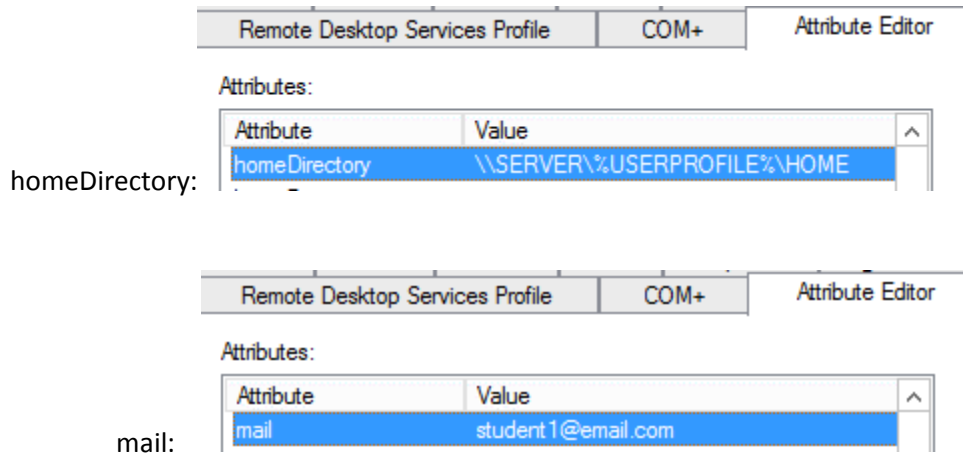 Remote Desktop Services Profile COM+ Attribute Editor
Attributes:
Attribute Value
homeDirectory: homeDirectory \\SERVER\%USERPROFILE%\HOME
Remote Desktop Services Profile COM+ Attribute Editor
Attributes:
Attribute Value
mail: mail student1@email.com